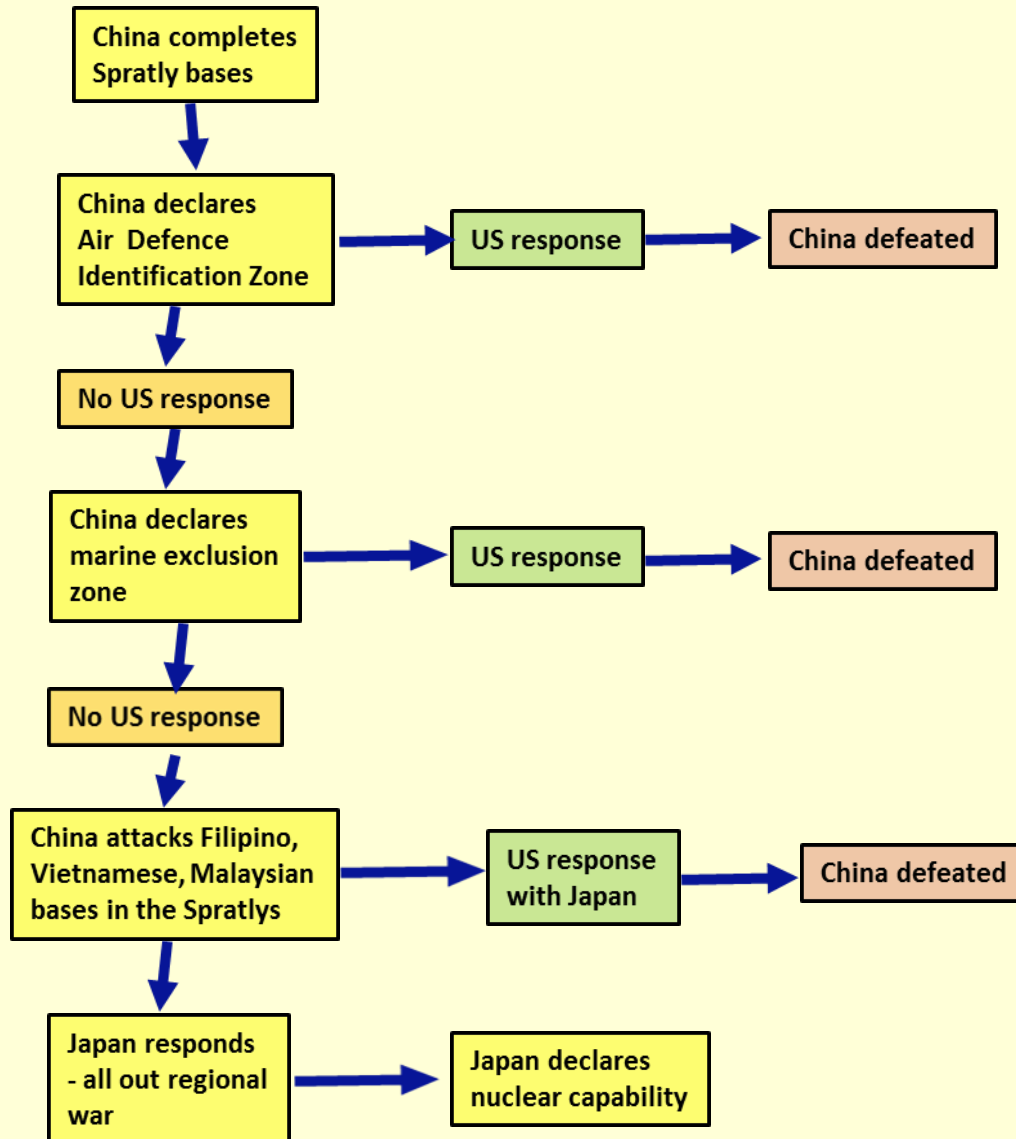 China completes
Spratly bases
China declares
Air Defence
Identification Zone
US response
China defeated
No US response
China declares
marine exclusion
zone
US response
China defeated
No US response
China attacks Filipino,
Vietnamese, Malaysian
bases in the Spratlys
US response
with Japan
China defeated
Japan responds
- all out regional
war
Japan declares
nuclear capability